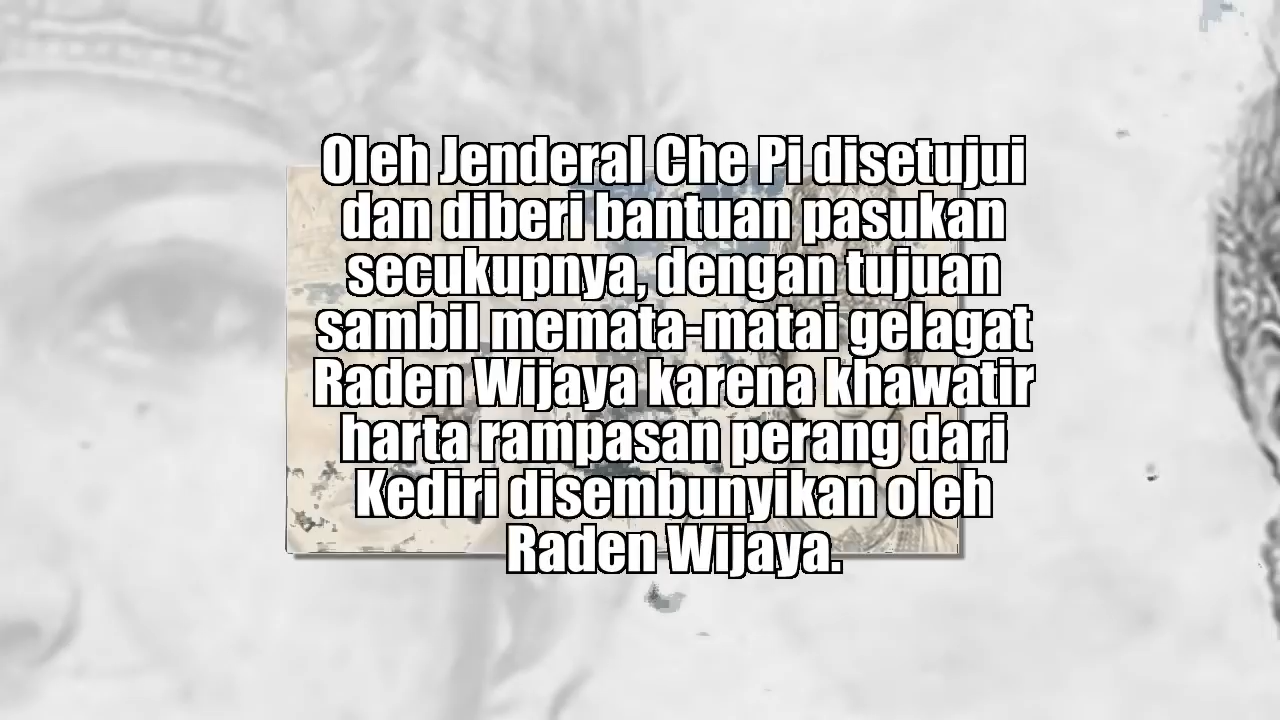 Oleh Jenderal Che Pi disetujui
dan diberi bantuan pasukan
secukupnya, dengan tujuan
sambil memata-matai gelagat
Raden Wijaya karena khawatir
harta rampasan perang dari
Kediri disembunyikan oleh
Raden Wijaya.